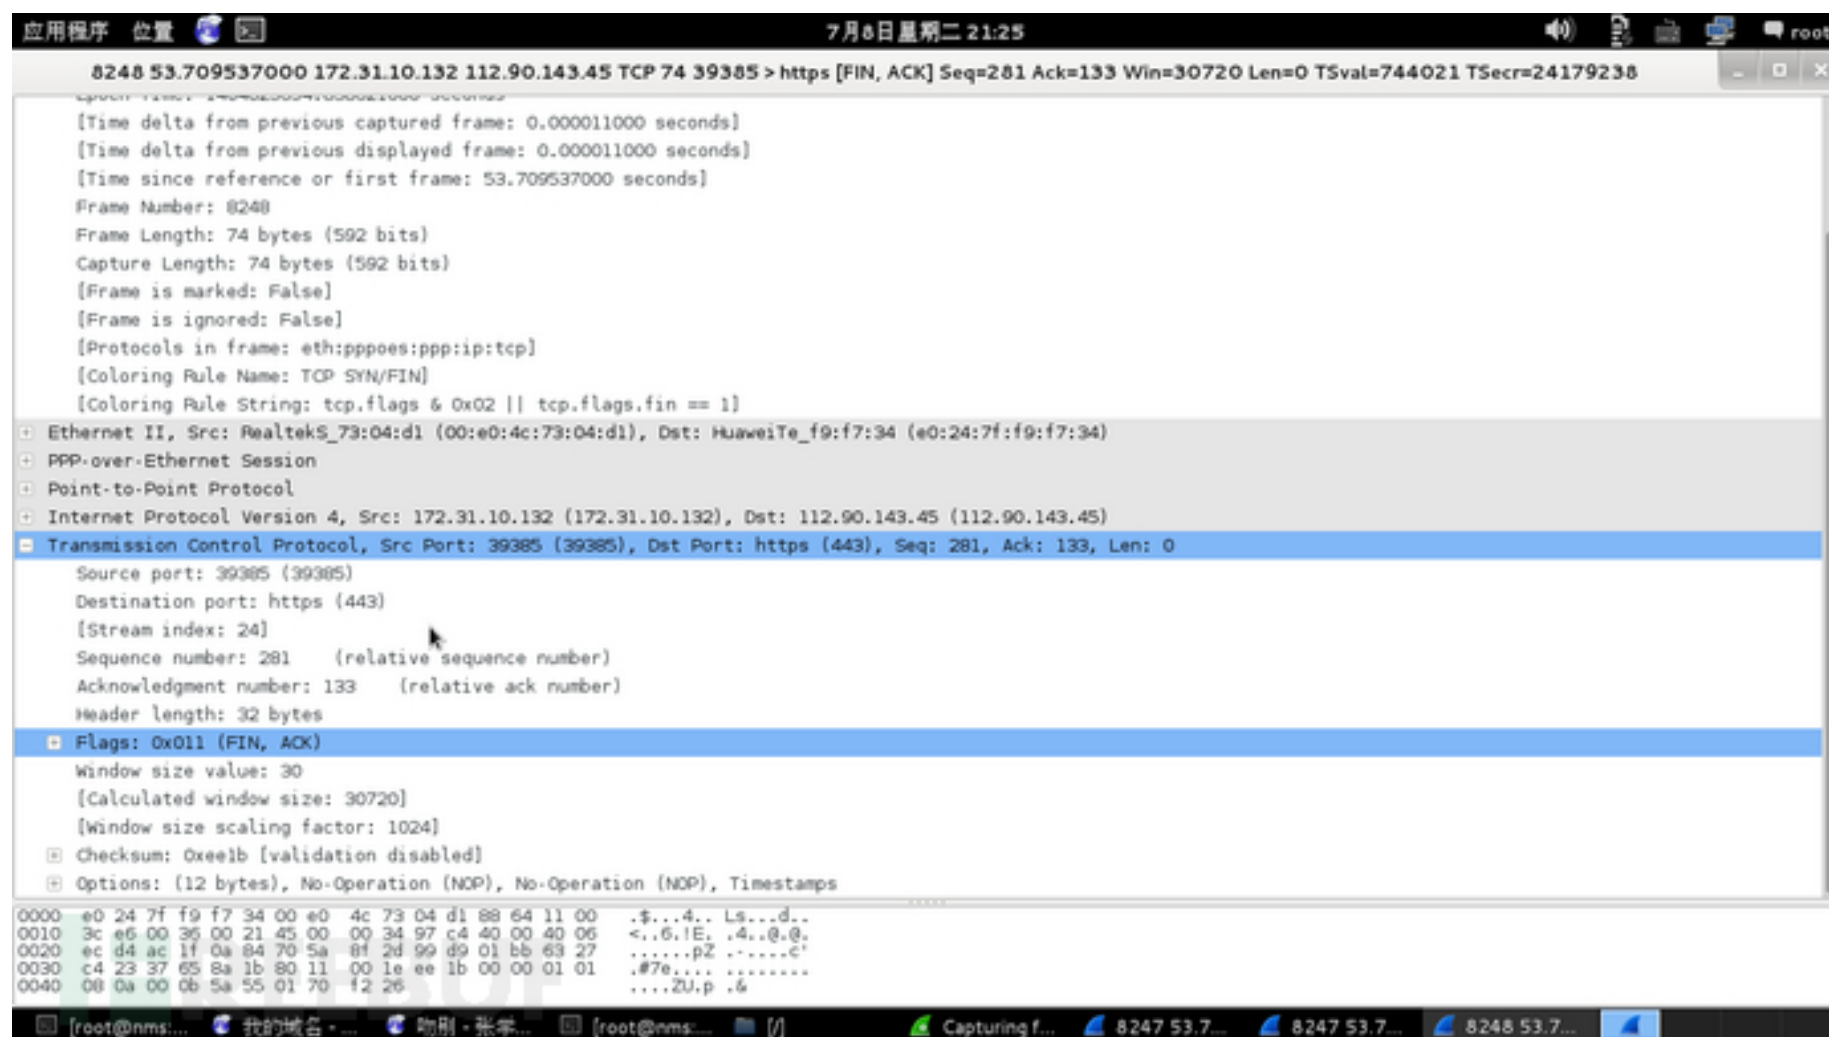 应用程序 位置 7月8日星期二 21:25 root
8248 53.709537000 172.31.10.132 112.90.143.45 TCP 74 39385 > https [FIN, ACK] Seq=281 Ack=133 Win=30720 Len=0 TSval=744021 TSecr=24179238
[Time delta from previous captured frame: 0.000011000 seconds]
[Time delta from previous displayed frame: 0.000011000 seconds]
[Time since reference or first frame: 53.709537000 seconds]
Frame Number: 8248
Frame Length: 74 bytes (592 bits)
Capture Length: 74 bytes (592 bits)
[Frame is marked: False]
[Frame is ignored: False]
[Protocols in frame: eth:pppoes:ppp:ip:tcp]
[Coloring Rule Name: TCP SYN/FIN]
[Coloring Rule String: tcp.flags & 0x02 || tcp.flags.fin == 1]
Ethernet II, Src: RealtekS_73:04:d1 (00:e0:4c:73:04:d1), Dst: HuaweiTe_f9:f7:34 (e0:24:7f:f9:f7:34)
PPP-over-Ethernet Session
Point-to-Point Protocol
Internet Protocol Version 4, Src: 172.31.10.132 (172.31.10.132), Dst: 112.90.143.45 (112.90.143.45)
Transmission Control Protocol, Src Port: 39385 (39385), Dst Port: https (443), Seq: 281, Ack: 133, Len: 0
Source port: 39385 (39385)
Destination port: https (443)
[Stream index: 24]
Sequence number: 281 (relative sequence number)
Acknowledgment number: 133 (relative ack number)
Header length: 32 bytes
Flags: 0x011 (FIN, ACK)
Window size value: 30
[Calculated window size: 30720]
[Window size scaling factor: 1024]
Checksum: 0xee1b [validation disabled]
Options: (12 bytes), No-Operation (NOP), No-Operation (NOP), Timestamps
0000 e0 24 7f f9 f7 34 00 e0 4c 73 04 d1 88 64 11 00 .$...4.. Ls...d..
0010 3c e6 00 36 00 21 45 00 00 34 97 c4 40 00 40 06 <..6.!E. .4..@.@.
0020 ec d4 ac 1f 0a 84 70 5a 8f 2d 99 d9 01 bb 63 27 ......pZ .-....c'
0030 c4 23 37 65 8a 1b 80 11 00 1e ee 1b 00 00 01 01 .#7e.... ........
0040 08 0a 00 0b 5a 55 01 70 f2 26 ....ZU.p .&
[root@nms:... 我的域名 - ... 吻别 - 张学... [root@nms:... [/] Capturing f... 8247 53.7... 8247 53.7... 8248 53.7...